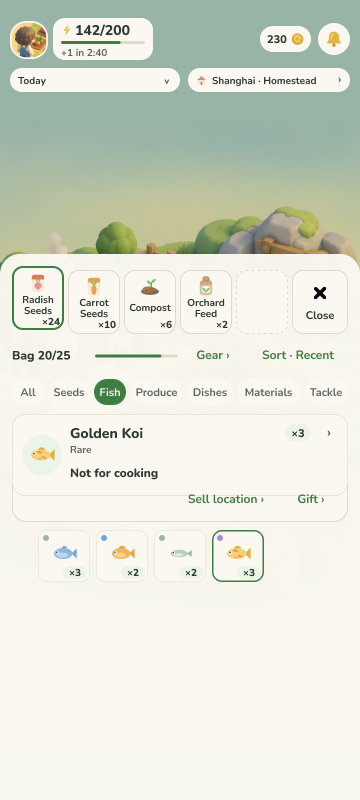 142/200
+1 in 2:40
230
Today
Shanghai · Homestead ›
Radish Seeds
×24
Carrot Seeds
×10
Compost
×6
Orchard Feed
×2
Close
Bag 20/25
Gear ›
Sort · Recent
All
Seeds
Fish
Produce
Dishes
Materials
Tackle
Golden Koi
×3 ›
Rare
Not for cooking
Sell location ›
Gift ›
×3
×2
×2
×3